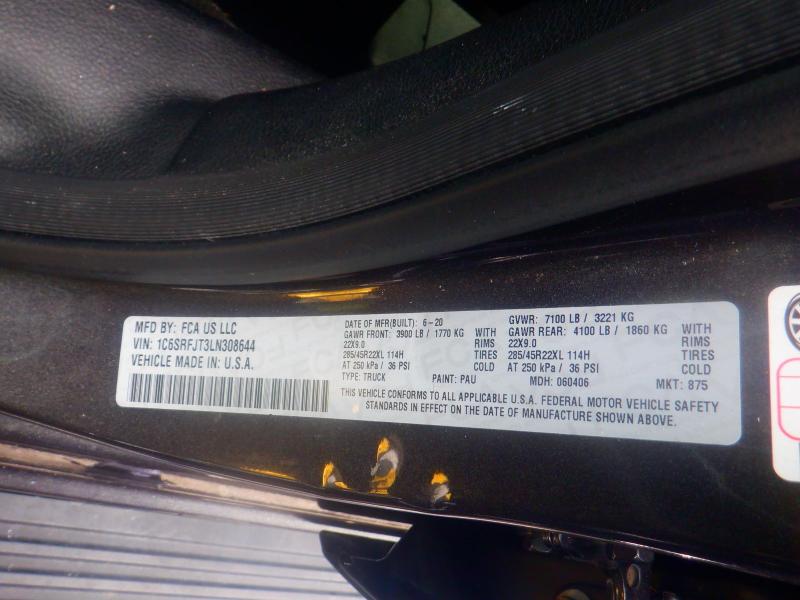 MFD BY: FCA US LLC
VIN: 1C6SRFJT3LN308644
VEHICLE MADE IN: U.S.A.
DATE OF MFR(BUILT): 6-20 GVWR: 7100 LB / 3221 KG
GAWR FRONT: 3900 LB / 1770 KG WITH GAWR REAR: 4100 LB / 1860 KG WITH
22X9.0 RIMS 22X9.0 RIMS
285/45R22XL 114H TIRES 285/45R22XL 114H TIRES
AT 250 kPa / 36 PSI COLD AT 250 kPa / 36 PSI COLD
TYPE: TRUCK PAINT: PAU MDH: 060406 MKT: 875
THIS VEHICLE CONFORMS TO ALL APPLICABLE U.S.A. FEDERAL MOTOR VEHICLE SAFETY
STANDARDS IN EFFECT ON THE DATE OF MANUFACTURE SHOWN ABOVE.